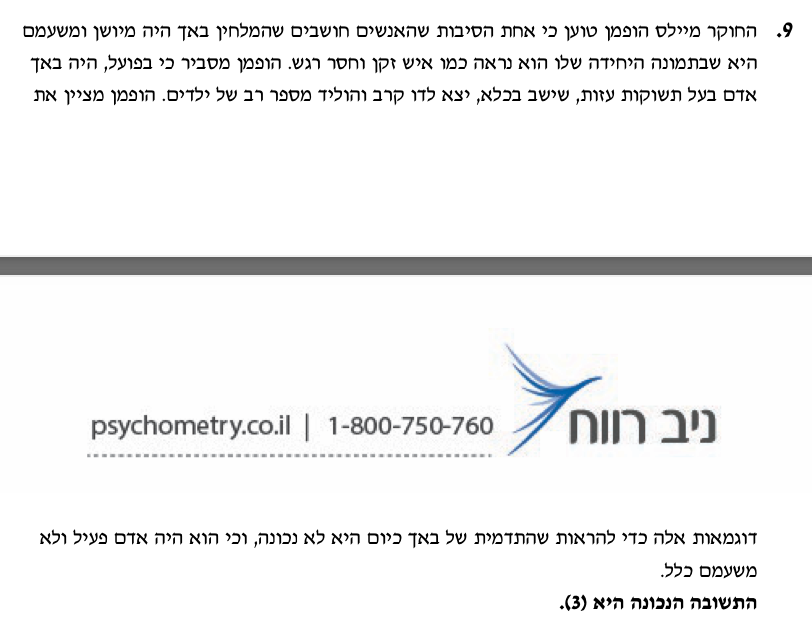 9. החוקר מיילס הופמן טוען כי אחת הסיבות שהאנשים חושבים שהמלחין באך היה מיושן ומשעמם
היא שבתמונה היחידה שלו הוא נראה כמו איש זקן וחסר רגש. הופמן מסביר כי בפועל, היה באך
אדם בעל תשוקות עזות, שישב בכלא, יצא לדו קרב והוליד מספר רב של ילדים. הופמן מציין את
psychometry.co.il | 1-800-750-760 ניב רווח
דוגמאות אלה כדי להראות שהתדמית של באך כיום היא לא נכונה, וכי הוא היה אדם פעיל ולא
משעמם כלל.
התשובה הנכונה היא (3).